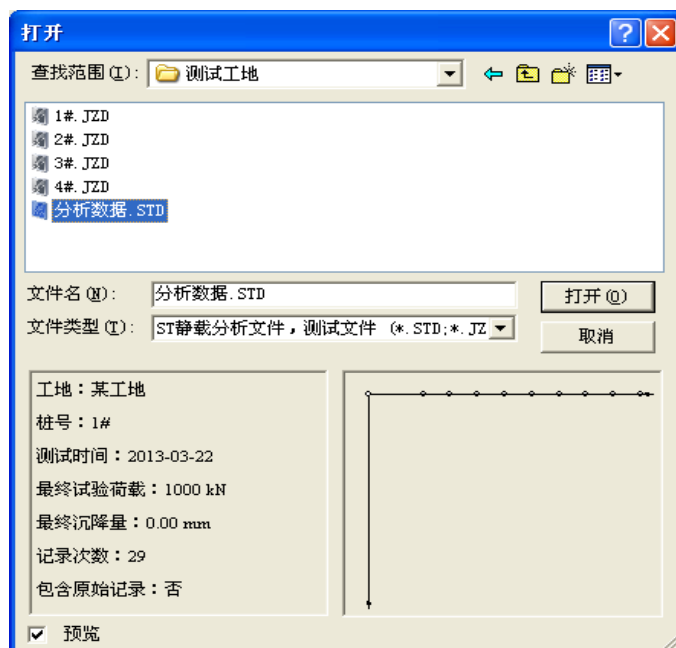 打开
查找范围(I): 测试工地
1#.JZD
2#.JZD
3#.JZD
4#.JZD
分析数据.STD
文件名(N): 分析数据.STD 打开(O)
文件类型(T): ST静载分析文件，测试文件 (*.STD;*.JZ 取消
工地：某工地
桩号：1#
测试时间：2013-03-22
最终试验荷载：1000 kN
最终沉降量：0.00 mm
记录次数：29
包含原始记录：否
预览